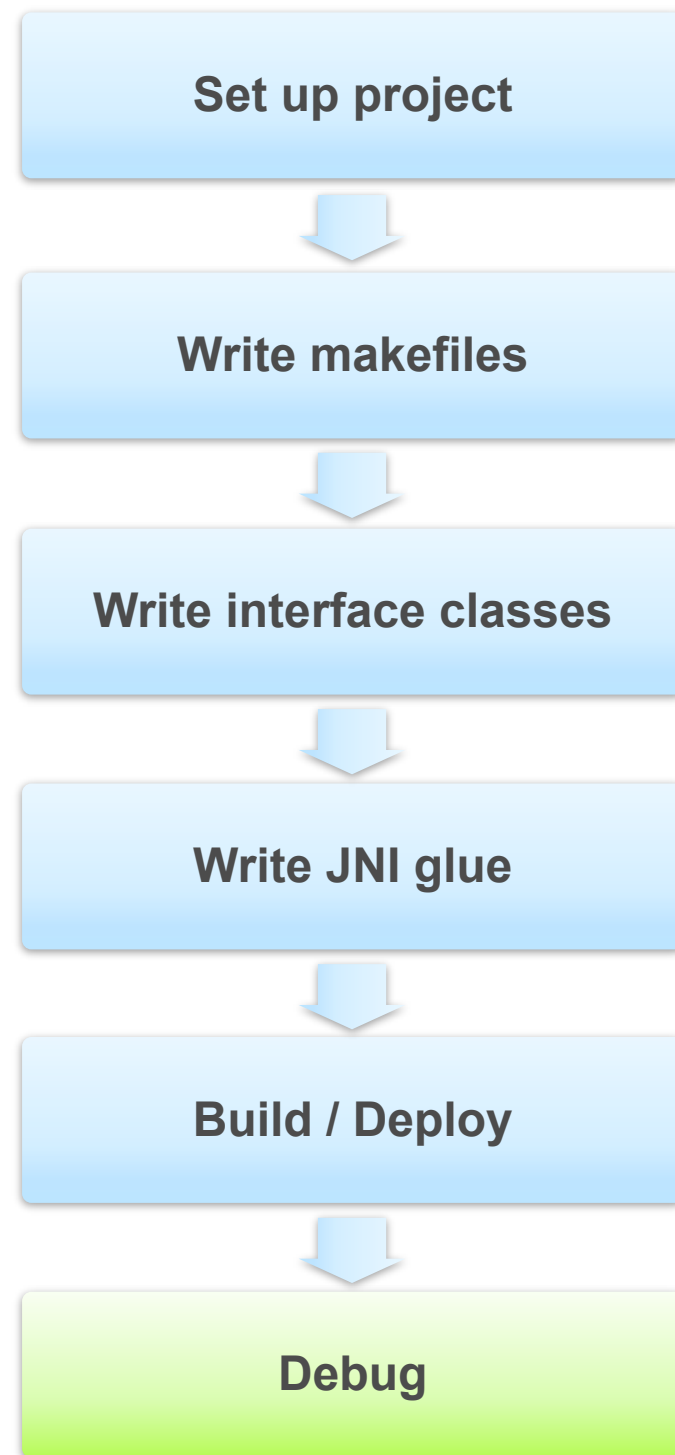 Set up project
Write makefiles
Write interface classes
Write JNI glue
Build / Deploy
Debug